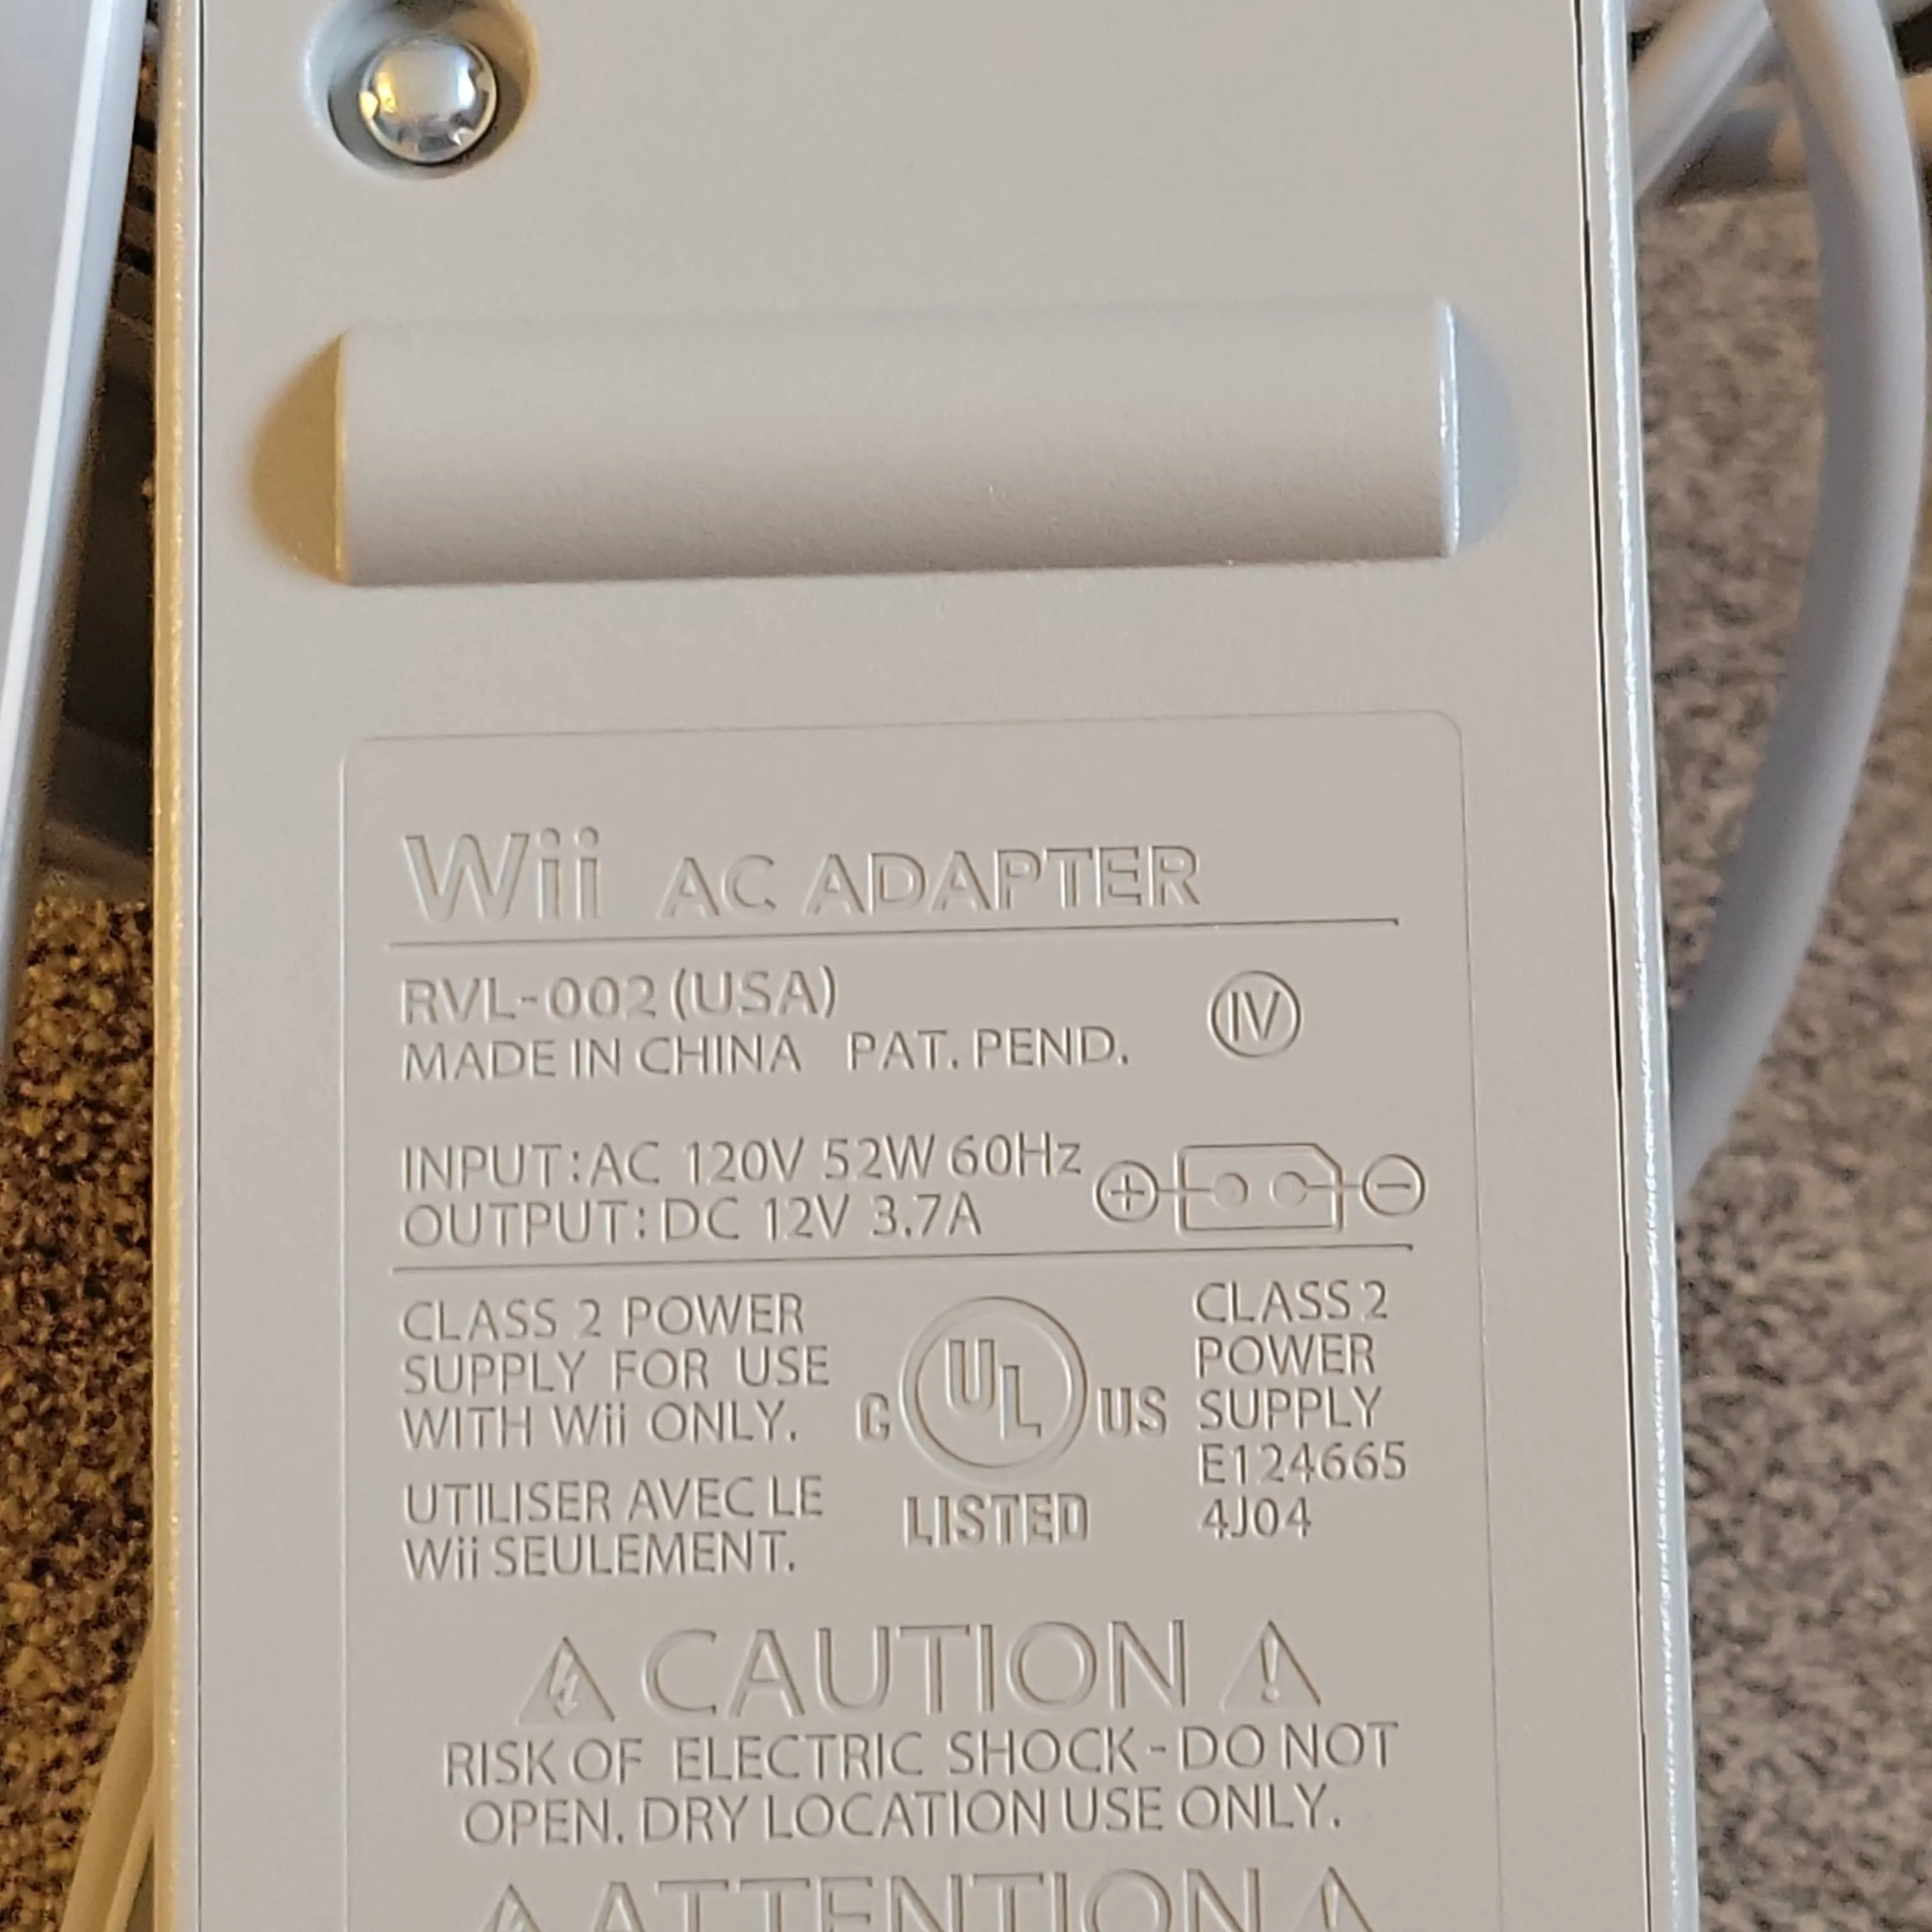 Wii AC ADAPTER
RVL-002 (USA)
MADE IN CHINA PAT. PEND.
IV
INPUT: AC 120V 52W 60Hz
OUTPUT: DC 12V 3.7A
+ −
CLASS 2 POWER
SUPPLY FOR USE
WITH Wii ONLY.
UTILISER AVEC LE
Wii SEULEMENT.
C UL US
LISTED
CLASS 2
POWER
SUPPLY
E124665
4J04
CAUTION
RISK OF ELECTRIC SHOCK-DO NOT
OPEN. DRY LOCATION USE ONLY.
ATTENTION